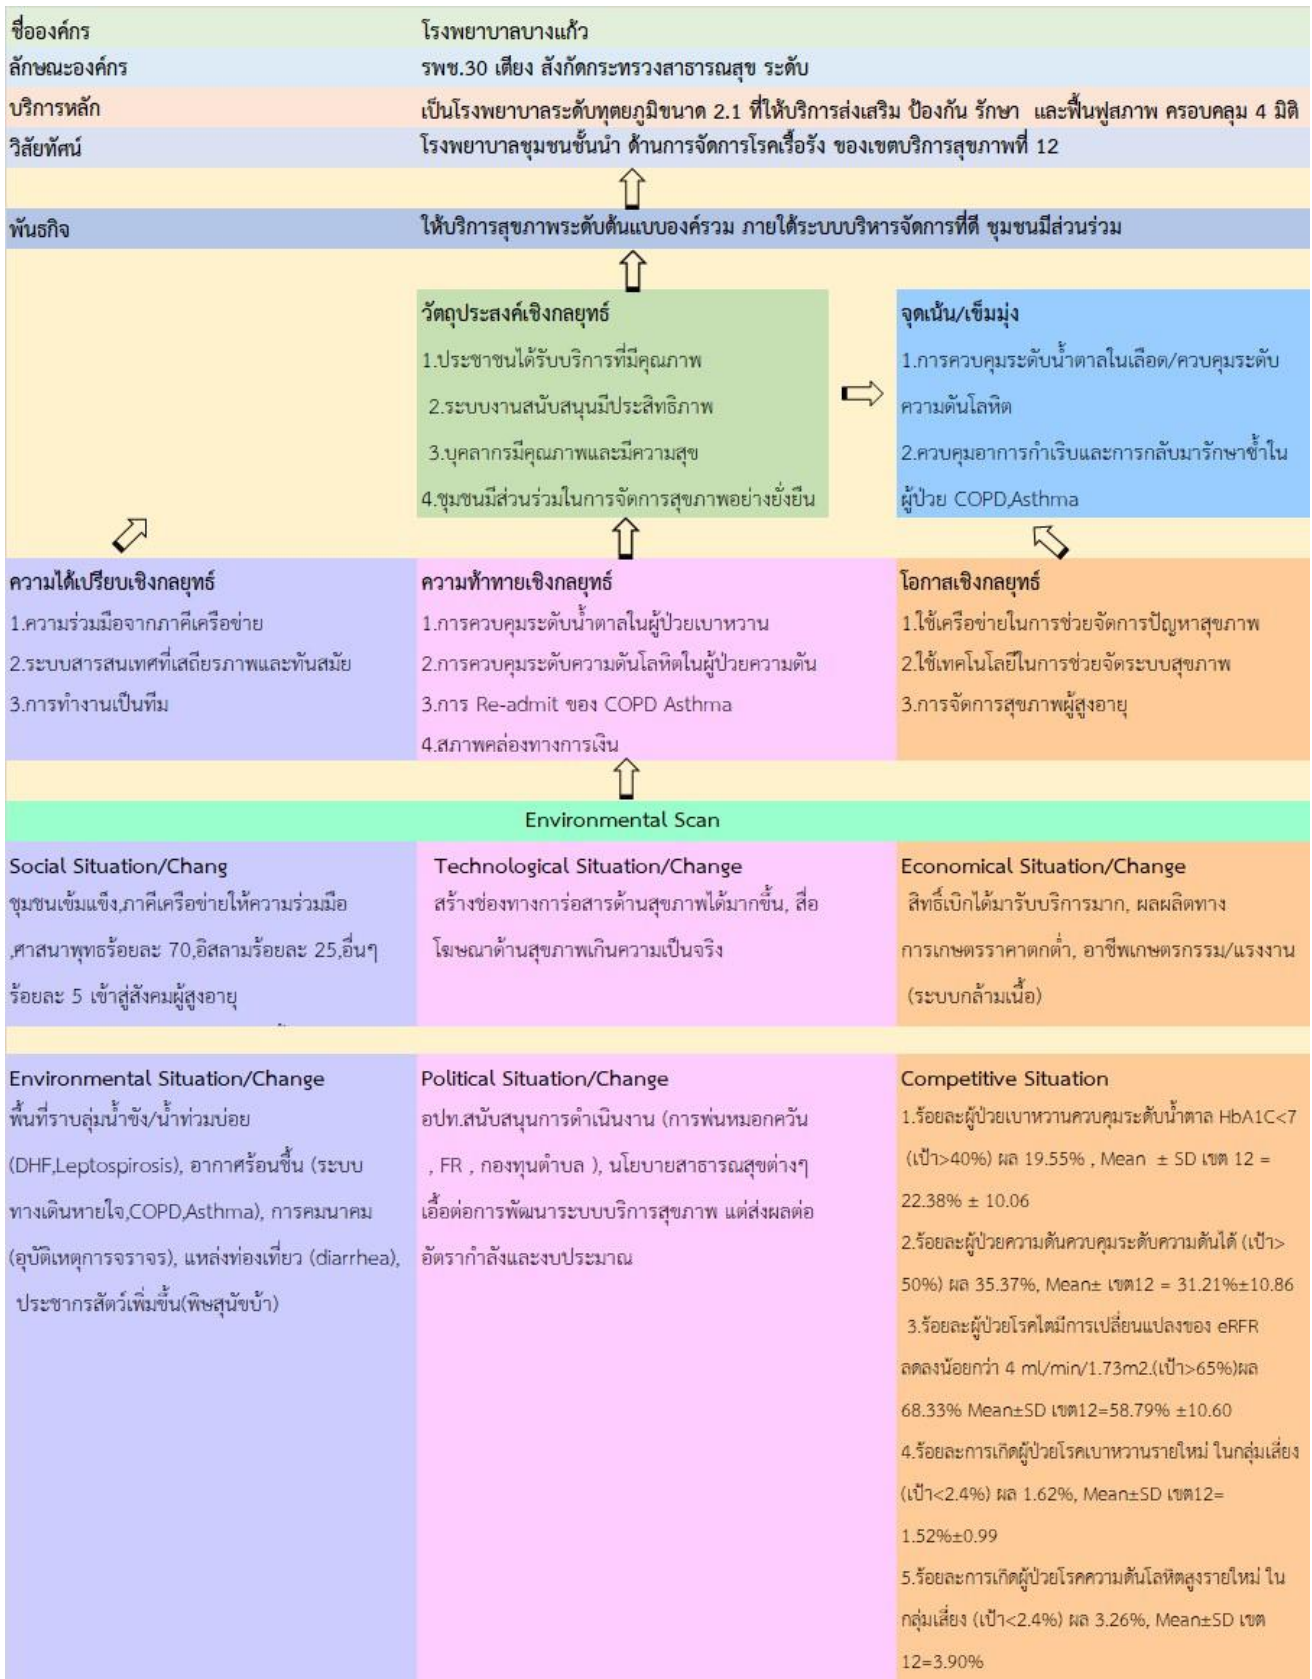 ชื่อองค์กร โรงพยาบาลบางแก้ว
ลักษณะองค์กร รพช.30 เตียง สังกัดกระทรวงสาธารณสุข ระดับ
บริการหลัก เป็นโรงพยาบาลระดับทุตยภูมิขนาด 2.1 ที่ให้บริการส่งเสริม ป้องกัน รักษา และฟื้นฟูสภาพ ครอบคลุม 4 มิติ
วิสัยทัศน์ โรงพยาบาลชุมชนชั้นนำ ด้านการจัดการโรคเรื้อรัง ของเขตบริการสุขภาพที่ 12
พันธกิจ ให้บริการสุขภาพระดับต้นแบบองค์รวม ภายใต้ระบบบริหารจัดการที่ดี ชุมชนมีส่วนร่วม
วัตถุประสงค์เชิงกลยุทธ์
1.ประชาชนได้รับบริการที่มีคุณภาพ
2.ระบบงานสนับสนุนมีประสิทธิภาพ
3.บุคลากรมีคุณภาพและมีความสุข
4.ชุมชนมีส่วนร่วมในการจัดการสุขภาพอย่างยั่งยืน
จุดเน้น/เข็มมุ่ง
1.การควบคุมระดับน้ำตาลในเลือด/ควบคุมระดับ
ความดันโลหิต
2.ควบคุมอาการกำเริบและการกลับมารักษาซ้ำใน
ผู้ป่วย COPD,Asthma
ความได้เปรียบเชิงกลยุทธ์
1.ความร่วมมือจากภาคีเครือข่าย
2.ระบบสารสนเทศที่เสถียรภาพและทันสมัย
3.การทำงานเป็นทีม
ความท้าทายเชิงกลยุทธ์
1.การควบคุมระดับน้ำตาลในผู้ป่วยเบาหวาน
2.การควบคุมระดับความดันโลหิตในผู้ป่วยความดัน
3.การ Re-admit ของ COPD Asthma
4.สภาพคล่องทางการเงิน
โอกาสเชิงกลยุทธ์
1.ใช้เครือข่ายในการช่วยจัดการปัญหาสุขภาพ
2.ใช้เทคโนโลยีในการช่วยจัดระบบสุขภาพ
3.การจัดการสุขภาพผู้สูงอายุ
Environmental Scan
Social Situation/Chang
ชุมชนเข้มแข็ง,ภาคีเครือข่ายให้ความร่วมมือ
,ศาสนาพุทธร้อยละ 70,อิสลามร้อยละ 25,อื่นๆ
ร้อยละ 5 เข้าสู่สังคมผู้สูงอายุ
Technological Situation/Change
สร้างช่องทางการ่อสารด้านสุขภาพได้มากขึ้น, สื่อ
โฆษณาด้านสุขภาพเกินความเป็นจริง
Economical Situation/Change
สิทธิ์เบิกได้มารับบริการมาก, ผลผลิตทาง
การเกษตรราคาตกต่ำ, อาชีพเกษตรกรรม/แรงงาน
(ระบบกล้ามเนื้อ)
Environmental Situation/Change
พื้นที่ราบลุ่มน้ำขัง/น้ำท่วมบ่อย
(DHF,Leptospirosis), อากาศร้อนชื้น (ระบบ
ทางเดินหายใจ,COPD,Asthma), การคมนาคม
(อุบัติเหตุการจราจร), แหล่งท่องเที่ยว (diarrhea),
ประชากรสัตว์เพิ่มขึ้น(พิษสุนัขบ้า)
Political Situation/Change
อปท.สนับสนุนการดำเนินงาน (การพ่นหมอกควัน
, FR , กองทุนตำบล ), นโยบายสาธารณสุขต่างๆ
เอื้อต่อการพัฒนาระบบบริการสุขภาพ แต่ส่งผลต่อ
อัตรากำลังและงบประมาณ
Competitive Situation
1.ร้อยละผู้ป่วยเบาหวานควบคุมระดับน้ำตาล HbA1C<7
(เป้า>40%) ผล 19.55% , Mean ± SD เขต 12 =
22.38% ± 10.06
2.ร้อยละผู้ป่วยความดันควบคุมระดับความดันได้ (เป้า>
50%) ผล 35.37%, Mean± เขต12 = 31.21%±10.86
3.ร้อยละผู้ป่วยโรคไตมีการเปลี่ยนแปลงของ eRFR
ลดลงน้อยกว่า 4 ml/min/1.73m2.(เป้า>65%)ผล
68.33% Mean±SD เขต12=58.79% ±10.60
4.ร้อยละการเกิดผู้ป่วยโรคเบาหวานรายใหม่ ในกลุ่มเสี่ยง
(เป้า<2.4%) ผล 1.62%, Mean±SD เขต12=
1.52%±0.99
5.ร้อยละการเกิดผู้ป่วยโรคความดันโลหิตสูงรายใหม่ ใน
กลุ่มเสี่ยง (เป้า<2.4%) ผล 3.26%, Mean±SD เขต
12=3.90%